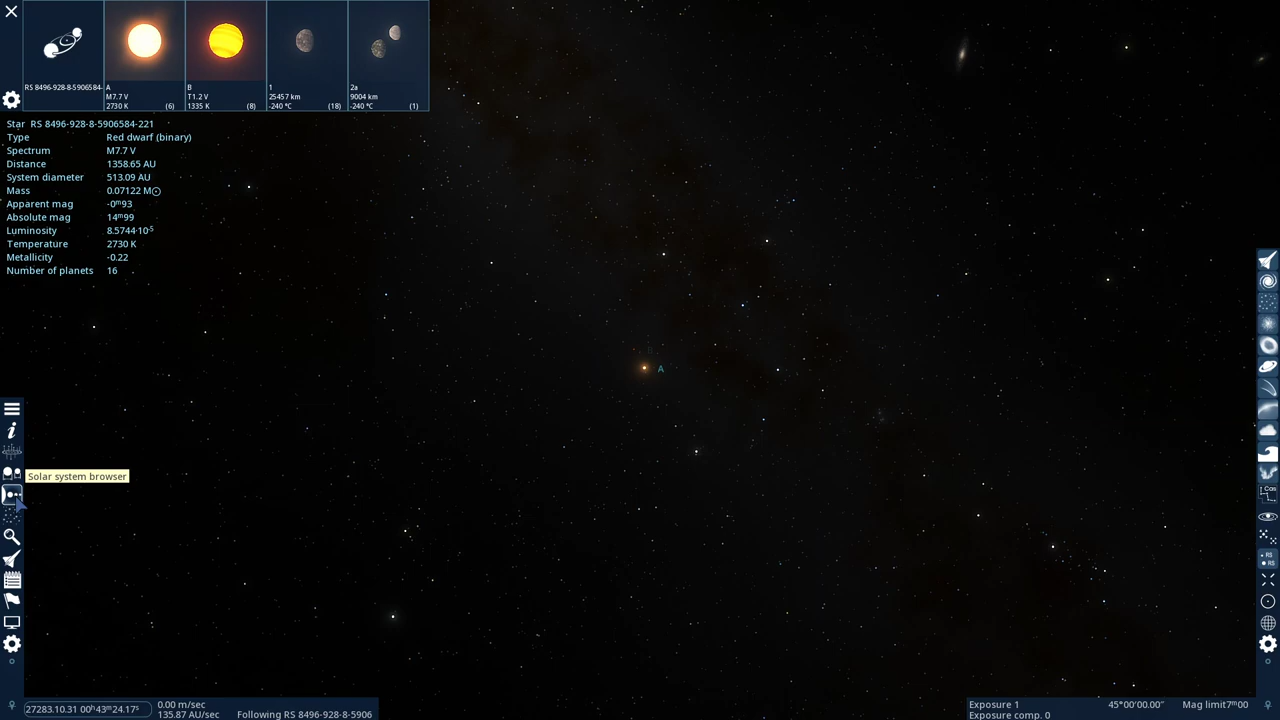 RS 8496-928-8-5906584-
A
M7.7 V
2730 K (6)
B
T1.2 V
1335 K (8)
1
25457 km
-240 °C (18)
2a
9004 km
-240 °C (1)
Star RS 8496-928-8-5906584-221
Type Red dwarf (binary)
Spectrum M7.7 V
Distance 1358.65 AU
System diameter 513.09 AU
Mass 0.07122 M☉
Apparent mag -0ᵐ93
Absolute mag 14ᵐ99
Luminosity 8.5744·10⁻⁵
Temperature 2730 K
Metallicity -0.22
Number of planets 16
B
A
Solar system browser
Cas
RS
RS
27283.10.31 00ʰ43ᵐ24.17ˢ
0.00 m/sec
135.87 AU/sec Following RS 8496-928-8-5906
Exposure 1 45°00'00.00" Mag limit 7ᵐ00
Exposure comp. 0